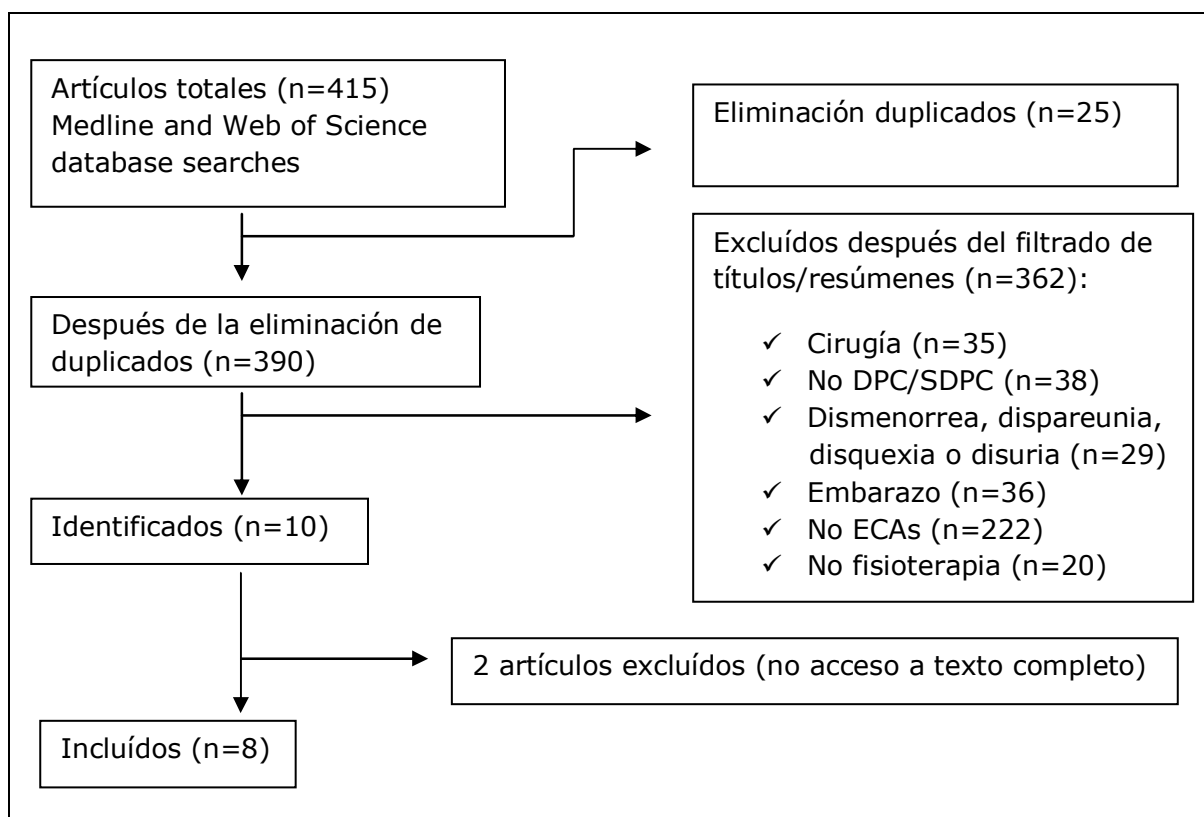 Artículos totales (n=415)
Medline and Web of Science
database searches
Eliminación duplicados (n=25)
Después de la eliminación de
duplicados (n=390)
Excluídos después del filtrado de
títulos/resúmenes (n=362):
✓ Cirugía (n=35)
✓ No DPC/SDPC (n=38)
✓ Dismenorrea, dispareunia,
disquexia o disuria (n=29)
✓ Embarazo (n=36)
✓ No ECAs (n=222)
✓ No fisioterapia (n=20)
Identificados (n=10)
2 artículos excluídos (no acceso a texto completo)
Incluídos (n=8)